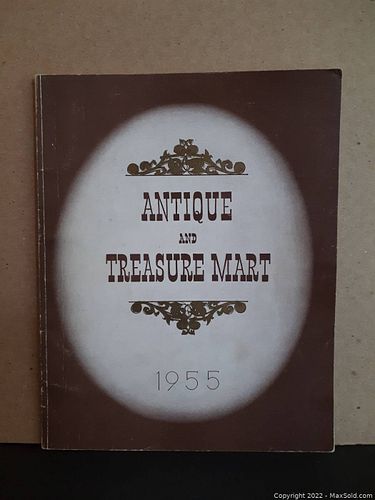 ANTIQUE
AND
TREASURE MART
1955
Copyright 2022 - MaxSold.com